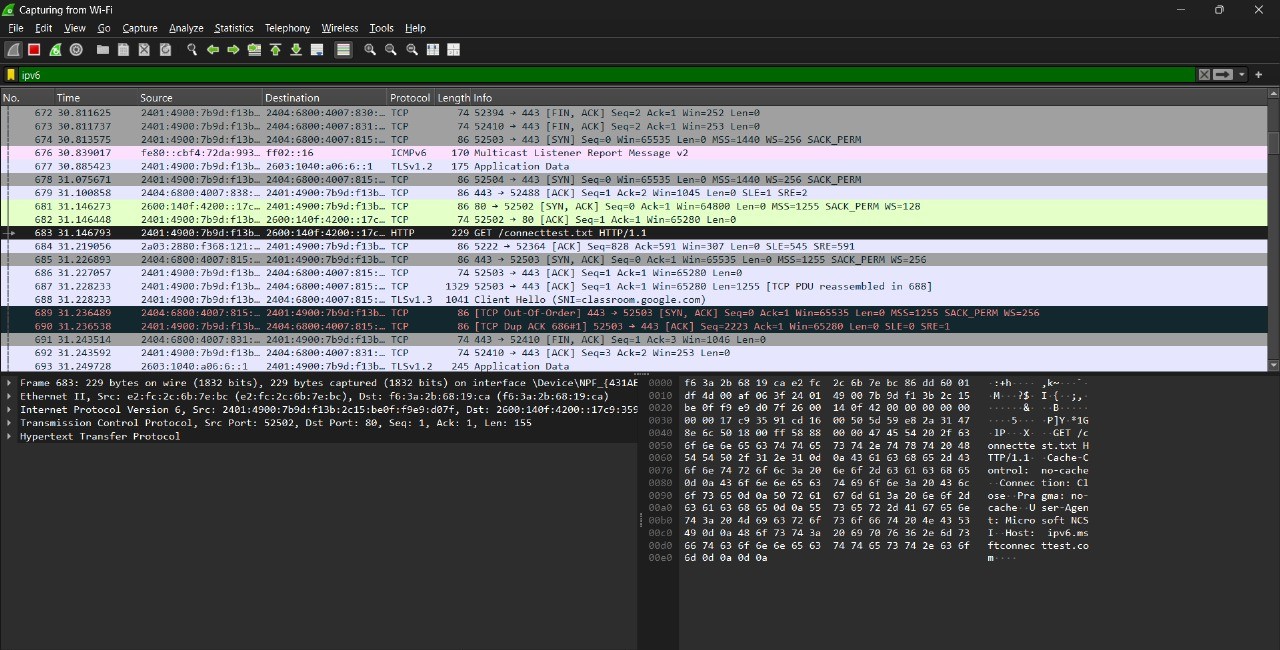 Capturing from Wi-Fi
File Edit View Go Capture Analyze Statistics Telephony Wireless Tools Help
ipv6
No. Time Source Destination Protocol Length Info
672 30.811625 2401:4900:7b9d:f13b… 2404:6800:4007:830:… TCP 74 52394 → 443 [FIN, ACK] Seq=2 Ack=1 Win=252 Len=0
673 30.811737 2401:4900:7b9d:f13b… 2404:6800:4007:831:… TCP 74 52410 → 443 [FIN, ACK] Seq=2 Ack=1 Win=253 Len=0
674 30.813575 2401:4900:7b9d:f13b… 2404:6800:4007:815:… TCP 86 52503 → 443 [SYN] Seq=0 Win=65535 Len=0 MSS=1440 WS=256 SACK_PERM
676 30.839017 fe80::cbf4:72da:993… ff02::16 ICMPv6 170 Multicast Listener Report Message v2
677 30.885423 2401:4900:7b9d:f13b… 2603:1040:a06:6::1 TLSv1.2 175 Application Data
678 31.075671 2401:4900:7b9d:f13b… 2404:6800:4007:815:… TCP 86 52504 → 443 [SYN] Seq=0 Win=65535 Len=0 MSS=1440 WS=256 SACK_PERM
679 31.100858 2404:6800:4007:838:… 2401:4900:7b9d:f13b… TCP 86 443 → 52488 [ACK] Seq=1 Ack=2 Win=1045 Len=0 SLE=1 SRE=2
681 31.146273 2600:140f:4200::17c… 2401:4900:7b9d:f13b… TCP 86 80 → 52502 [SYN, ACK] Seq=0 Ack=1 Win=64800 Len=0 MSS=1255 SACK_PERM WS=128
682 31.146448 2401:4900:7b9d:f13b… 2600:140f:4200::17c… TCP 74 52502 → 80 [ACK] Seq=1 Ack=1 Win=65280 Len=0
683 31.146793 2401:4900:7b9d:f13b… 2600:140f:4200::17c… HTTP 229 GET /connecttest.txt HTTP/1.1
684 31.219056 2a03:2880:f368:121:… 2401:4900:7b9d:f13b… TCP 86 5222 → 52364 [ACK] Seq=828 Ack=591 Win=307 Len=0 SLE=545 SRE=591
685 31.226893 2404:6800:4007:815:… 2401:4900:7b9d:f13b… TCP 86 443 → 52503 [SYN, ACK] Seq=0 Ack=1 Win=65535 Len=0 MSS=1255 SACK_PERM WS=256
686 31.227057 2401:4900:7b9d:f13b… 2404:6800:4007:815:… TCP 74 52503 → 443 [ACK] Seq=1 Ack=1 Win=65280 Len=0
687 31.228233 2401:4900:7b9d:f13b… 2404:6800:4007:815:… TCP 1329 52503 → 443 [ACK] Seq=1 Ack=1 Win=65280 Len=1255 [TCP PDU reassembled in 688]
688 31.228233 2401:4900:7b9d:f13b… 2404:6800:4007:815:… TLSv1.3 1041 Client Hello (SNI=classroom.google.com)
689 31.236489 2404:6800:4007:815:… 2401:4900:7b9d:f13b… TCP 86 [TCP Out-Of-Order] 443 → 52503 [SYN, ACK] Seq=0 Ack=1 Win=65535 Len=0 MSS=1255 SACK_PERM WS=256
690 31.236538 2401:4900:7b9d:f13b… 2404:6800:4007:815:… TCP 86 [TCP Dup ACK 686#1] 52503 → 443 [ACK] Seq=2223 Ack=1 Win=65280 Len=0 SLE=0 SRE=1
691 31.243514 2404:6800:4007:831:… 2401:4900:7b9d:f13b… TCP 74 443 → 52410 [FIN, ACK] Seq=1 Ack=3 Win=1046 Len=0
692 31.243592 2401:4900:7b9d:f13b… 2404:6800:4007:831:… TCP 74 52410 → 443 [ACK] Seq=3 Ack=2 Win=253 Len=0
693 31.249728 2603:1040:a06:6::1 2401:4900:7b9d:f13b… TLSv1.2 245 Application Data
Frame 683: 229 bytes on wire (1832 bits), 229 bytes captured (1832 bits) on interface \Device\NPF_{431AE
Ethernet II, Src: e2:fc:2c:6b:7e:bc (e2:fc:2c:6b:7e:bc), Dst: f6:3a:2b:68:19:ca (f6:3a:2b:68:19:ca)
Internet Protocol Version 6, Src: 2401:4900:7b9d:f13b:2c15:be0f:f9e9:d07f, Dst: 2600:140f:4200::17c9:359
Transmission Control Protocol, Src Port: 52502, Dst Port: 80, Seq: 1, Ack: 1, Len: 155
Hypertext Transfer Protocol
0000 f6 3a 2b 68 19 ca e2 fc 2c 6b 7e bc 86 dd 60 01 ·:+h···· ,k~···`·
0010 df 4d 00 af 06 3f 24 01 49 00 7b 9d f1 3b 2c 15 ·M···?$· I·{··;,·
0020 be 0f f9 e9 d0 7f 26 00 14 0f 42 00 00 00 00 00 ······&· ··B·····
0030 00 00 17 c9 35 91 cd 16 00 50 5d 59 e8 2a 31 47 ····5··· ·P]Y·*1G
0040 8e 6c 50 18 00 ff 58 88 00 00 47 45 54 20 2f 63 ·lP···X· ··GET /c
0050 6f 6e 6e 65 63 74 74 65 73 74 2e 74 78 74 20 48 onnectte st.txt H
0060 54 54 50 2f 31 2e 31 0d 0a 43 61 63 68 65 2d 43 TTP/1.1· ·Cache-C
0070 6f 6e 74 72 6f 6c 3a 20 6e 6f 2d 63 61 63 68 65 ontrol: no-cache
0080 0d 0a 43 6f 6e 6e 65 63 74 69 6f 6e 3a 20 43 6c ··Connec tion: Cl
0090 6f 73 65 0d 0a 50 72 61 67 6d 61 3a 20 6e 6f 2d ose··Pra gma: no-
00a0 63 61 63 68 65 0d 0a 55 73 65 72 2d 41 67 65 6e cache··U ser-Agen
00b0 74 3a 20 4d 69 63 72 6f 73 6f 66 74 20 4e 43 53 t: Micro soft NCS
00c0 49 0d 0a 48 6f 73 74 3a 20 69 70 76 36 2e 6d 73 I··Host: ipv6.ms
00d0 66 74 63 6f 6e 6e 65 63 74 74 65 73 74 2e 63 6f ftconnec ttest.co
00e0 6d 0d 0a 0d 0a m····